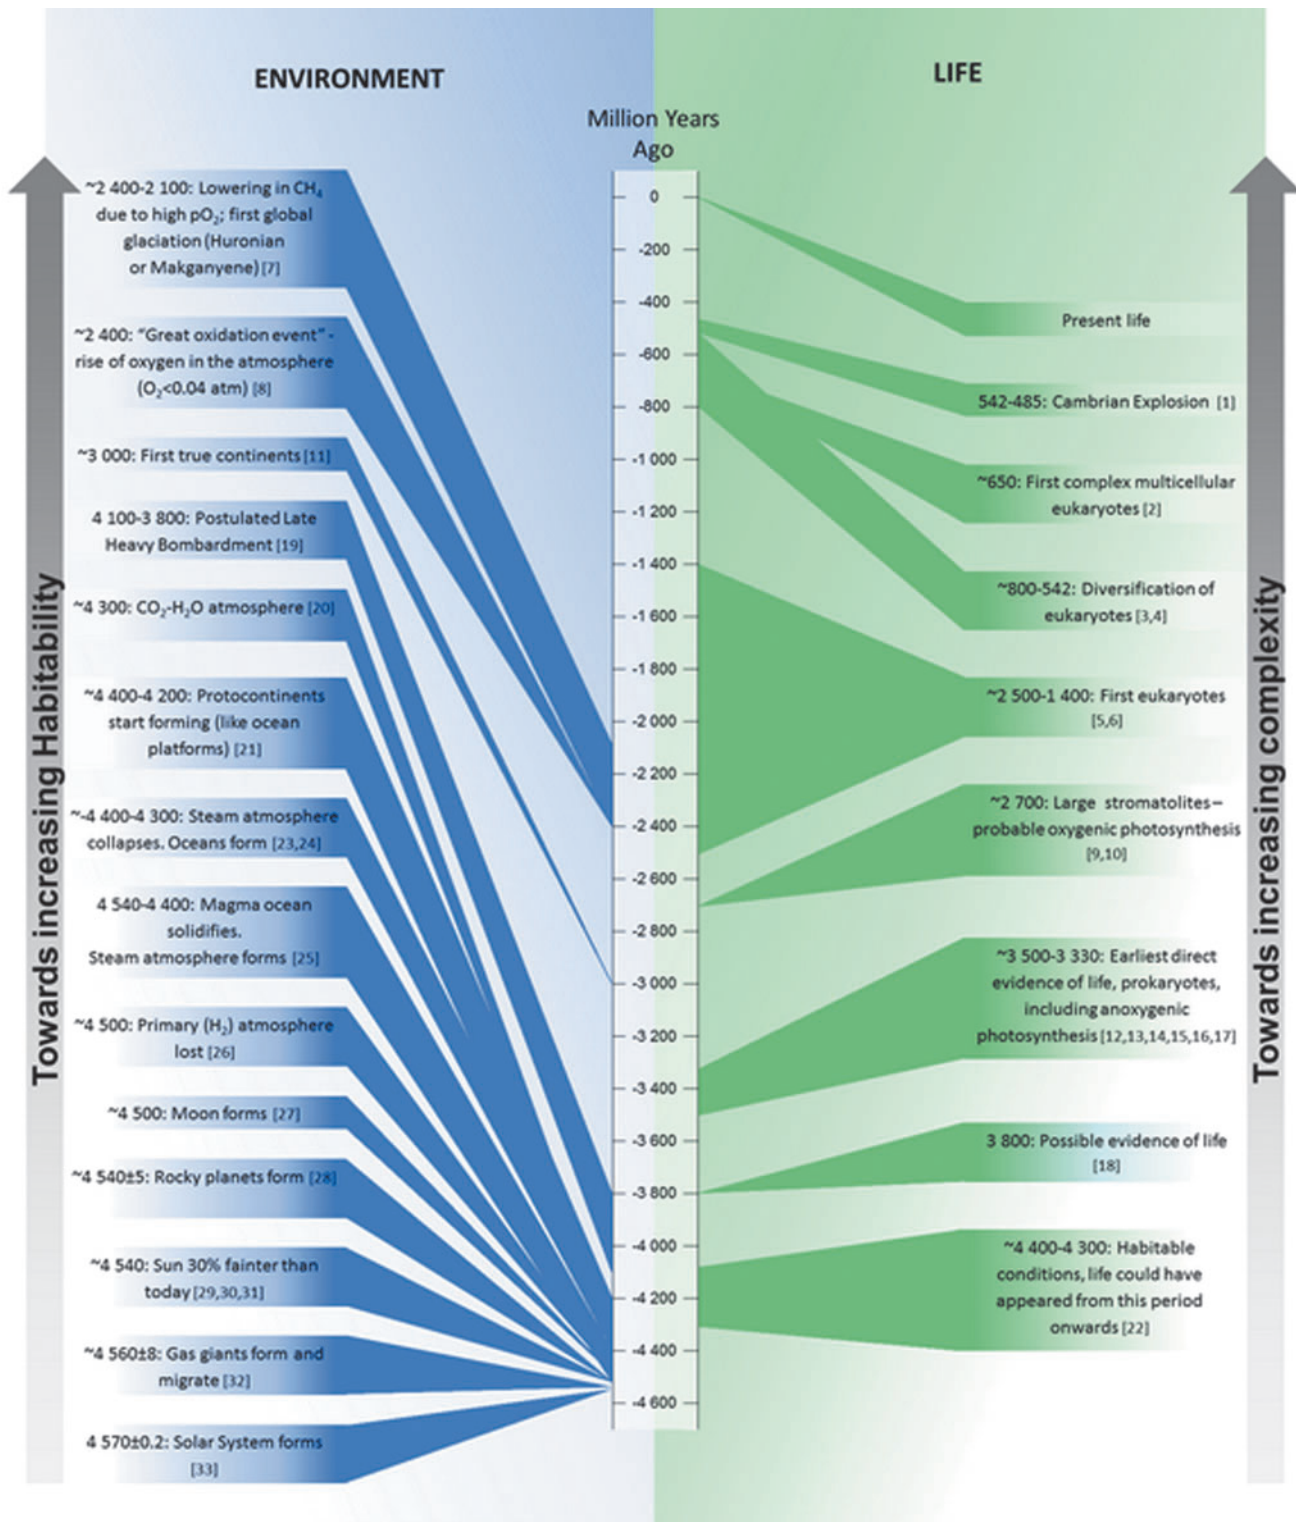 ENVIRONMENT
LIFE
Million Years
Ago
~2 400-2 100: Lowering in CH₄
due to high pO₂; first global
glaciation (Huronian
or Makganyene) [7]
~2 400: “Great oxidation event” -
rise of oxygen in the atmosphere
(O₂<0.04 atm) [8]
~3 000: First true continents [11]
4 100-3 800: Postulated Late
Heavy Bombardment [19]
~4 300: CO₂-H₂O atmosphere [20]
~4 400-4 200: Protocontinents
start forming (like ocean
platforms) [21]
~-4 400-4 300: Steam atmosphere
collapses. Oceans form [23,24]
4 540-4 400: Magma ocean
solidifies.
Steam atmosphere forms [25]
~4 500: Primary (H₂) atmosphere
lost [26]
~4 500: Moon forms [27]
~4 540±5: Rocky planets form [28]
~4 540: Sun 30% fainter than
today [29,30,31]
~4 560±8: Gas giants form and
migrate [32]
4 570±0.2: Solar System forms
[33]
Towards increasing Habitability
0
-200
-400
-600
-800
-1 000
-1 200
-1 400
-1 600
-1 800
-2 000
-2 200
-2 400
-2 600
-2 800
-3 000
-3 200
-3 400
-3 600
-3 800
-4 000
-4 200
-4 400
-4 600
Present life
542-485: Cambrian Explosion [1]
~650: First complex multicellular
eukaryotes [2]
~800-542: Diversification of
eukaryotes [3,4]
~2 500-1 400: First eukaryotes
[5,6]
~2 700: Large stromatolites –
probable oxygenic photosynthesis
[9,10]
~3 500-3 330: Earliest direct
evidence of life, prokaryotes,
including anoxygenic
photosynthesis [12,13,14,15,16,17]
3 800: Possible evidence of life
[18]
~4 400-4 300: Habitable
conditions, life could have
appeared from this period
onwards [22]
Towards increasing complexity